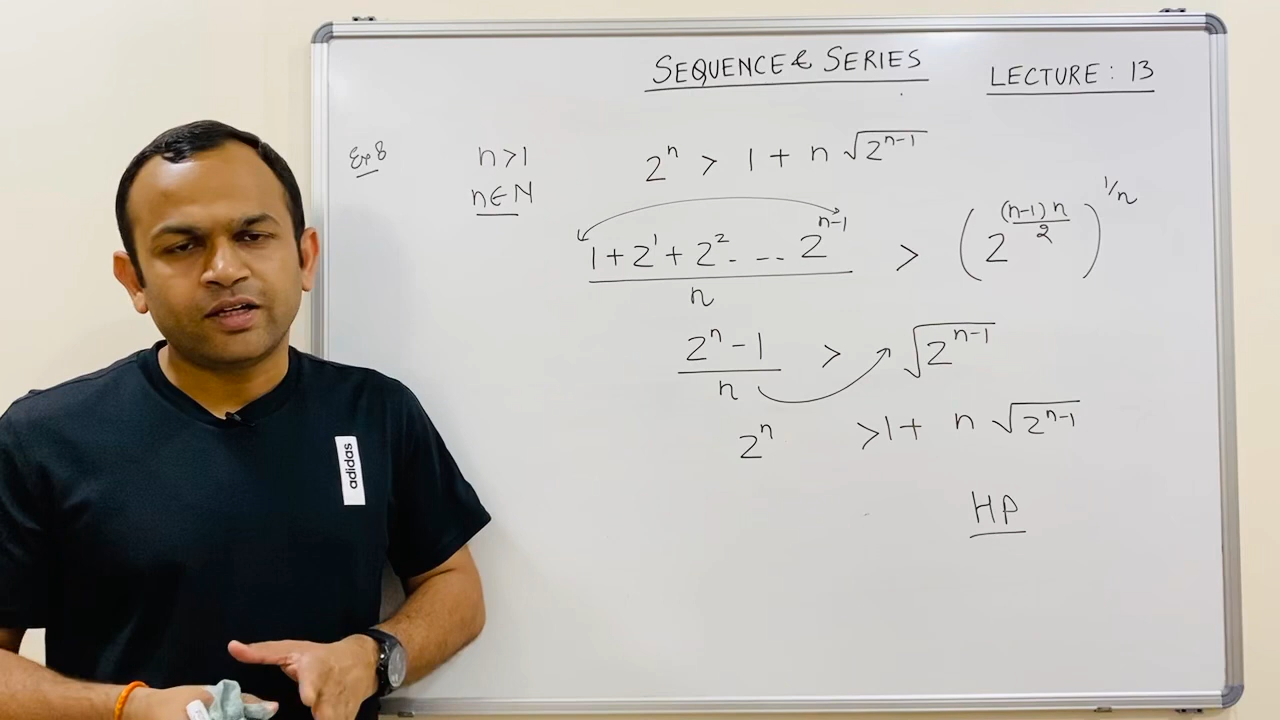 SEQUENCE & SERIES
LECTURE : 13
Ex 8
n>1
n∈N
2^n > 1 + n √(2^(n-1))
(1+2^1+2^2 - - - - 2^(n-1))/n > (2^((n-1)n/2))^(1/n)
(2^n - 1)/n > √(2^(n-1))
2^n >1+ n √(2^(n-1))
HP
adidas